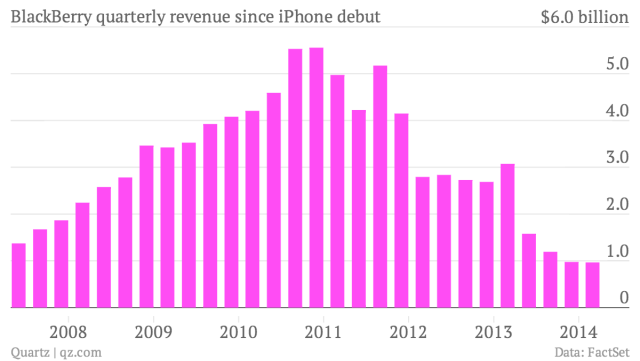 BlackBerry quarterly revenue since iPhone debut
$6.0 billion
5.0
4.0
3.0
2.0
1.0
0
2008 2009 2010 2011 2012 2013 2014
Quartz | qz.com
Data: FactSet